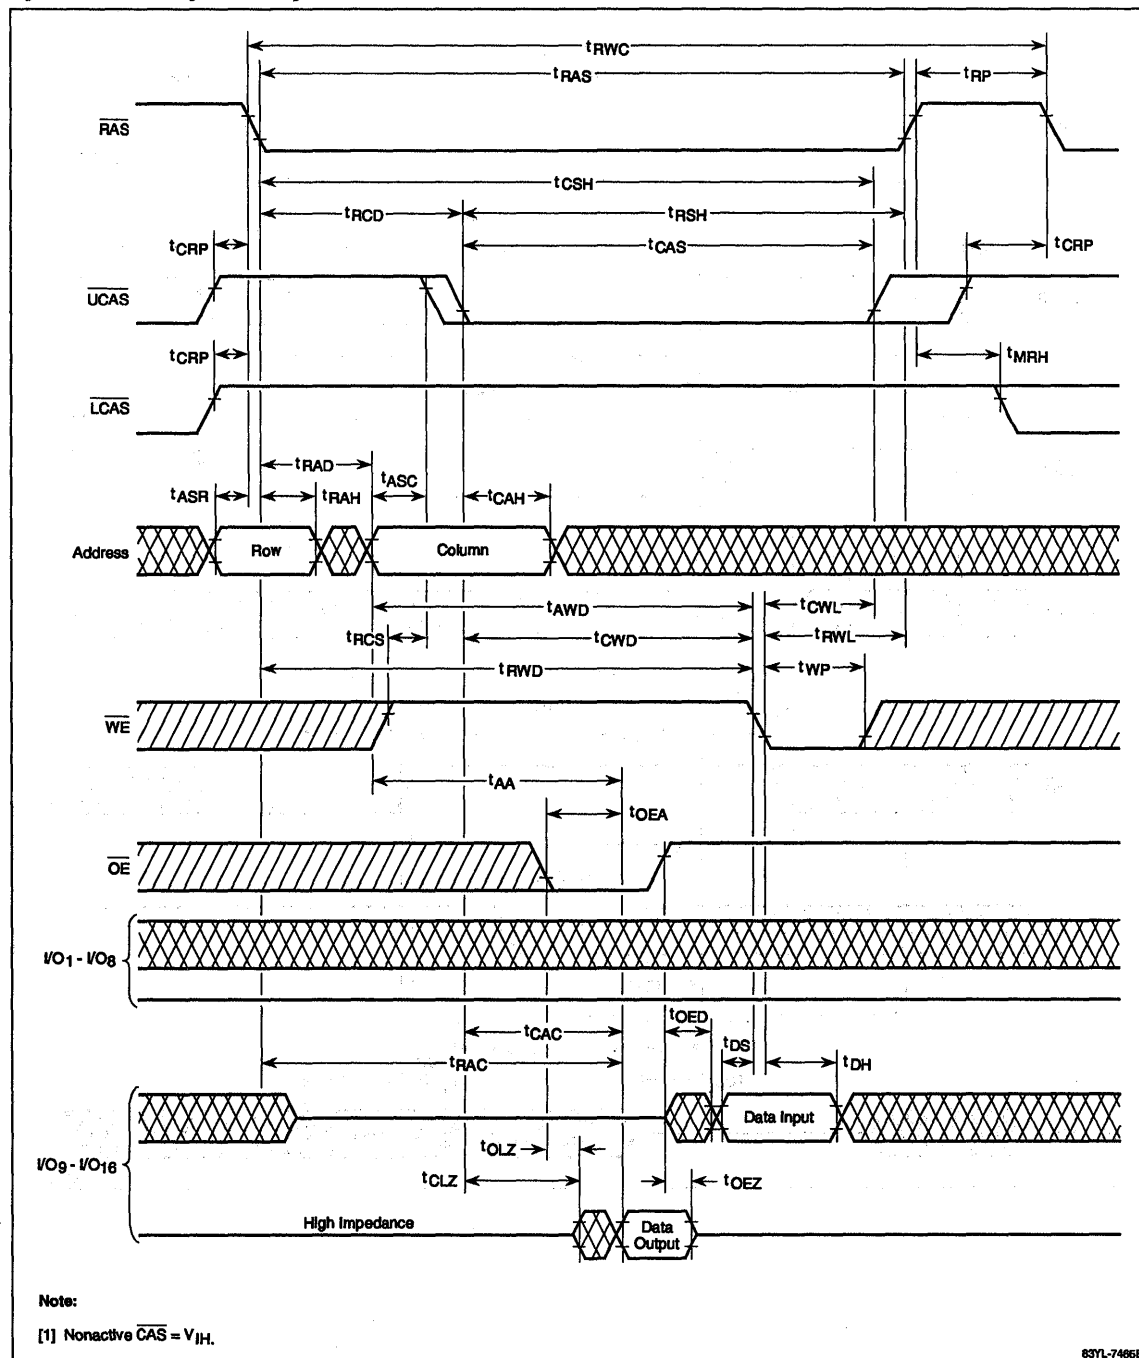 tRWC
tRAS
tRP
RAS
tCSH
tRCD
tRSH
tCRP
tCAS
tCRP
UCAS
tCRP
tMRH
LCAS
tRAD
tASC
tASR
tRAH
tCAH
Address
Row
Column
tAWD
tCWL
tRCS
tCWD
tRWL
tRWD
tWP
WE
tAA
tOEA
OE
I/O1 - I/O8
tOED
tCAC
tDS
tRAC
tDH
Data Input
tOLZ
I/O9 - I/O16
tCLZ
tOEZ
High Impedance
Data
Output
Note:
[1] Nonactive CAS = VIH.